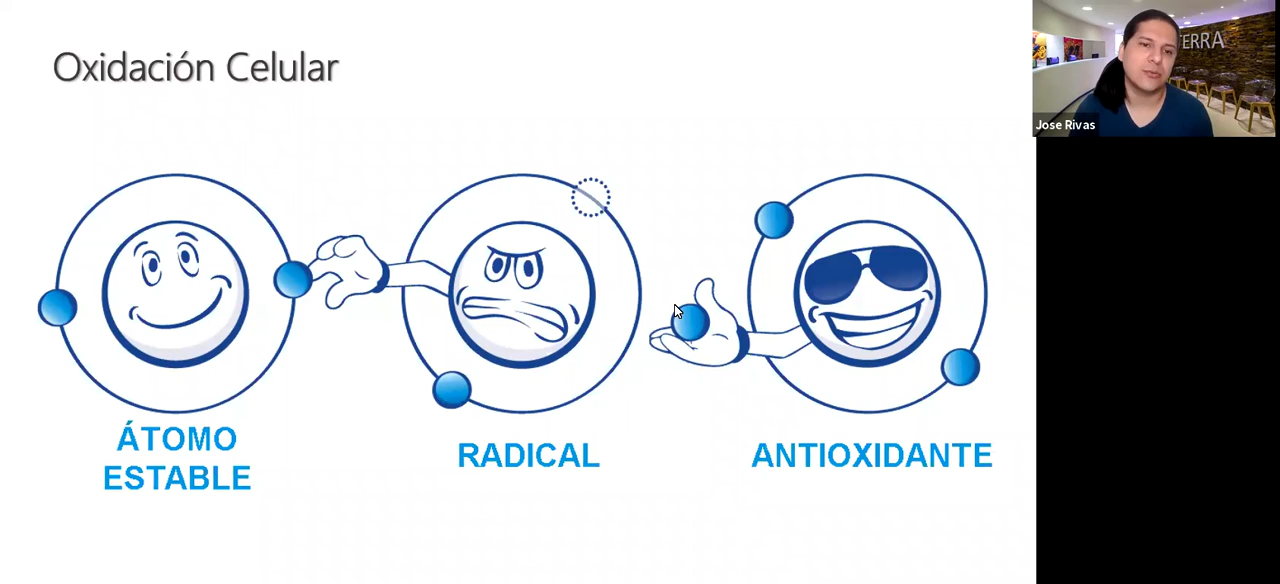 Oxidación Celular
TERRA
Jose Rivas
ÁTOMO
ESTABLE
RADICAL
ANTIOXIDANTE